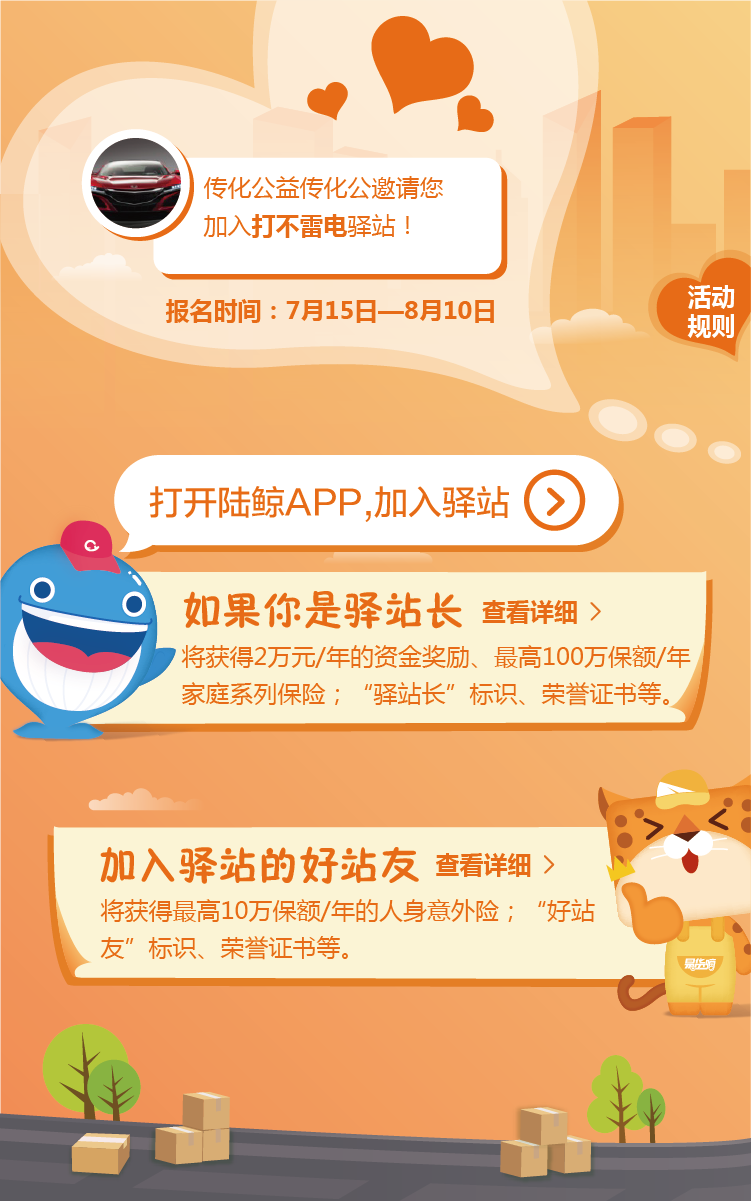 传化公益传化公邀请您
加入打不雷电驿站！
报名时间：7月15日—8月10日
活动
规则
打开陆鲸APP,加入驿站
如果你是驿站长 查看详细
将获得2万元/年的资金奖励、最高100万保额/年
家庭系列保险；“驿站长”标识、荣誉证书等。
加入驿站的好站友 查看详细
将获得最高10万保额/年的人身意外险；“好站
友”标识、荣誉证书等。